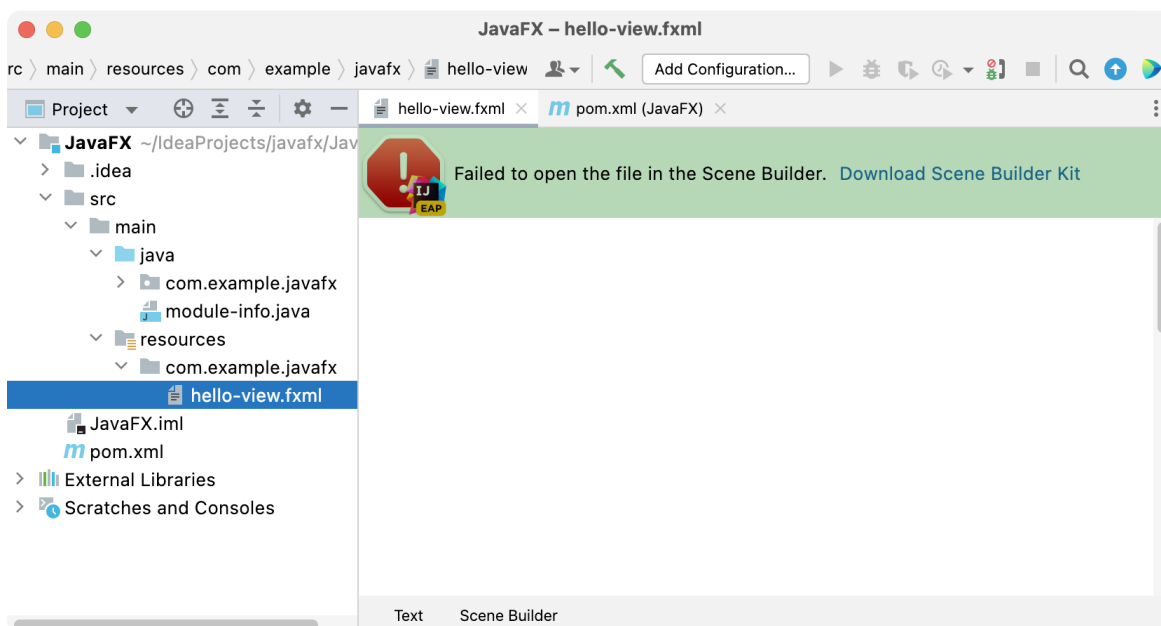 JavaFX – hello-view.fxml
rc 〉 main 〉 resources 〉 com 〉 example 〉 javafx 〉 hello-view
Add Configuration...
Project
hello-view.fxml
m pom.xml (JavaFX)
JavaFX ~/IdeaProjects/javafx/Jav
.idea
src
main
java
com.example.javafx
module-info.java
resources
com.example.javafx
hello-view.fxml
JavaFX.iml
m pom.xml
External Libraries
Scratches and Consoles
Failed to open the file in the Scene Builder. Download Scene Builder Kit
IJ
EAP
Text Scene Builder